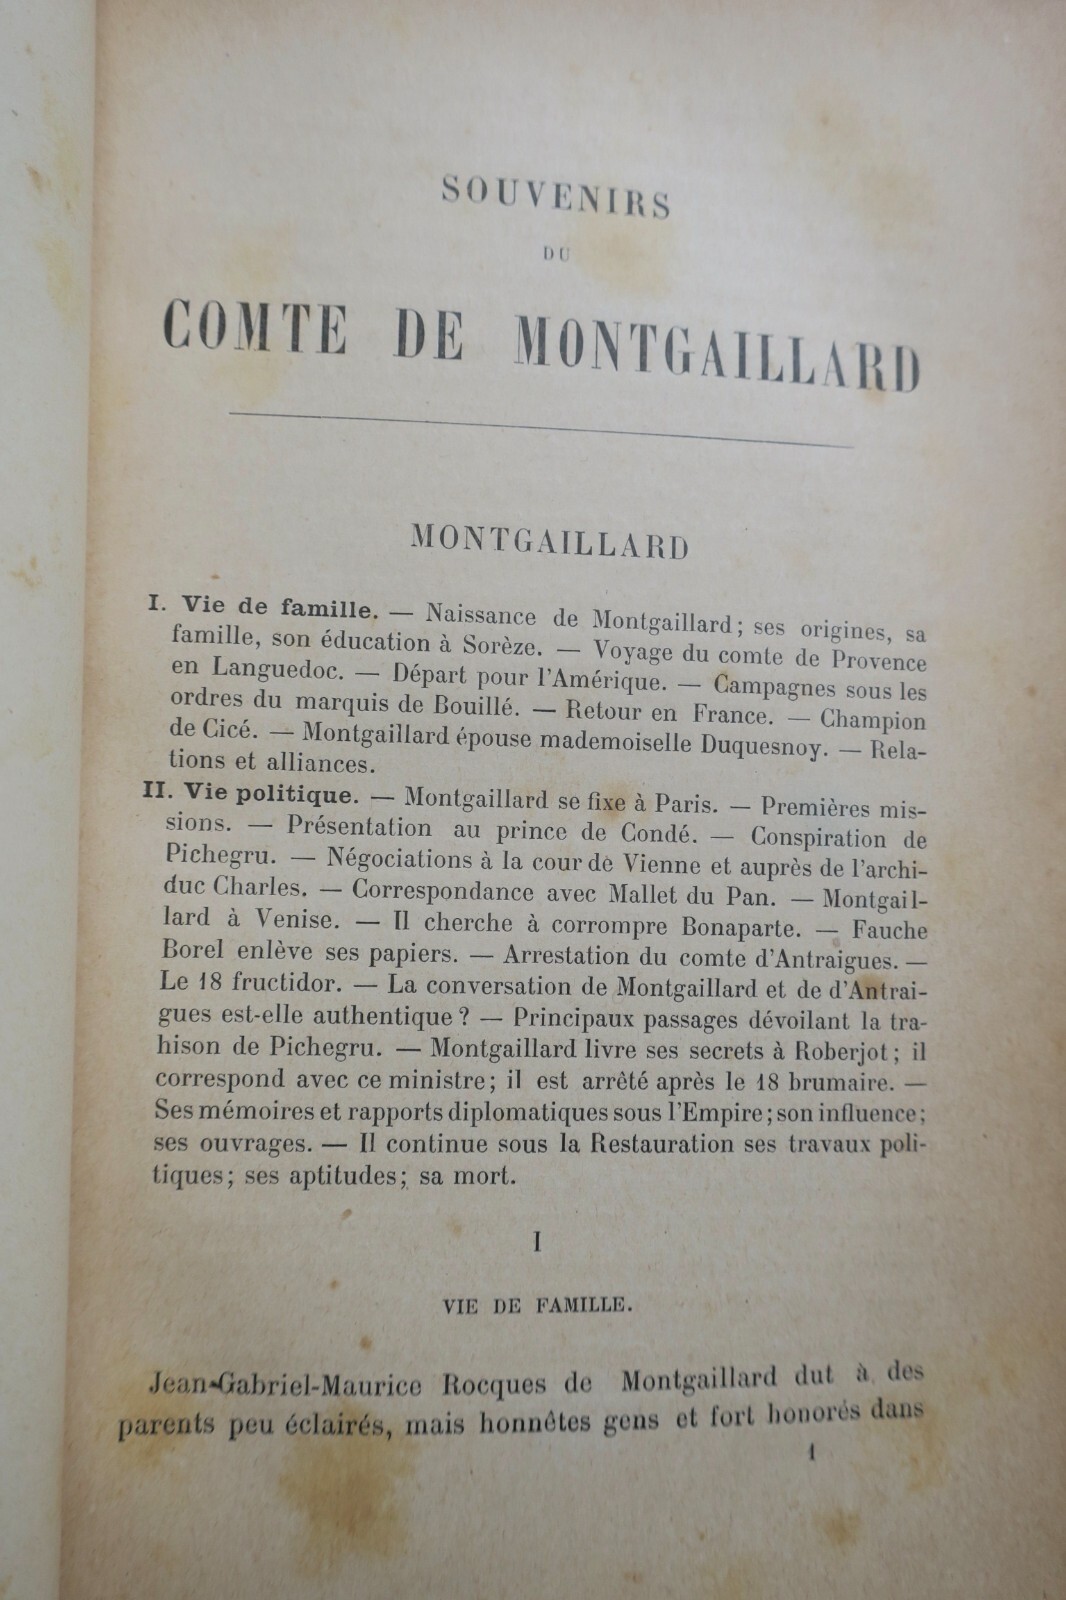 SOUVENIRS
DU
COMTE DE MONTGAILLARD
MONTGAILLARD
I. Vie de famille. — Naissance de Montgaillard; ses origines, sa
famille, son éducation à Sorèze. — Voyage du comte de Provence
en Languedoc. — Départ pour l'Amérique. — Campagnes sous les
ordres du marquis de Bouillé. — Retour en France. — Champion
de Cicé. — Montgaillard épouse mademoiselle Duquesnoy. — Rela-
tions et alliances.
II. Vie politique. — Montgaillard se fixe à Paris. — Premières mis-
sions. — Présentation au prince de Condé. — Conspiration de
Pichegru. — Négociations à la cour de Vienne et auprès de l'archi-
duc Charles. — Correspondance avec Mallet du Pan. — Montgail-
lard à Venise. — Il cherche à corrompre Bonaparte. — Fauche
Borel enlève ses papiers. — Arrestation du comte d'Antraigues. —
Le 18 fructidor. — La conversation de Montgaillard et de d'Antrai-
gues est-elle authentique ? — Principaux passages dévoilant la tra-
hison de Pichegru. — Montgaillard livre ses secrets à Roberjot; il
correspond avec ce ministre; il est arrêté après le 18 brumaire. —
Ses mémoires et rapports diplomatiques sous l'Empire; son influence;
ses ouvrages. — Il continue sous la Restauration ses travaux poli-
tiques; ses aptitudes; sa mort.
I
VIE DE FAMILLE.
Jean-Gabriel-Maurice Rocques de Montgaillard dut à des
parents peu éclairés, mais honnêtes gens et fort honorés dans
1